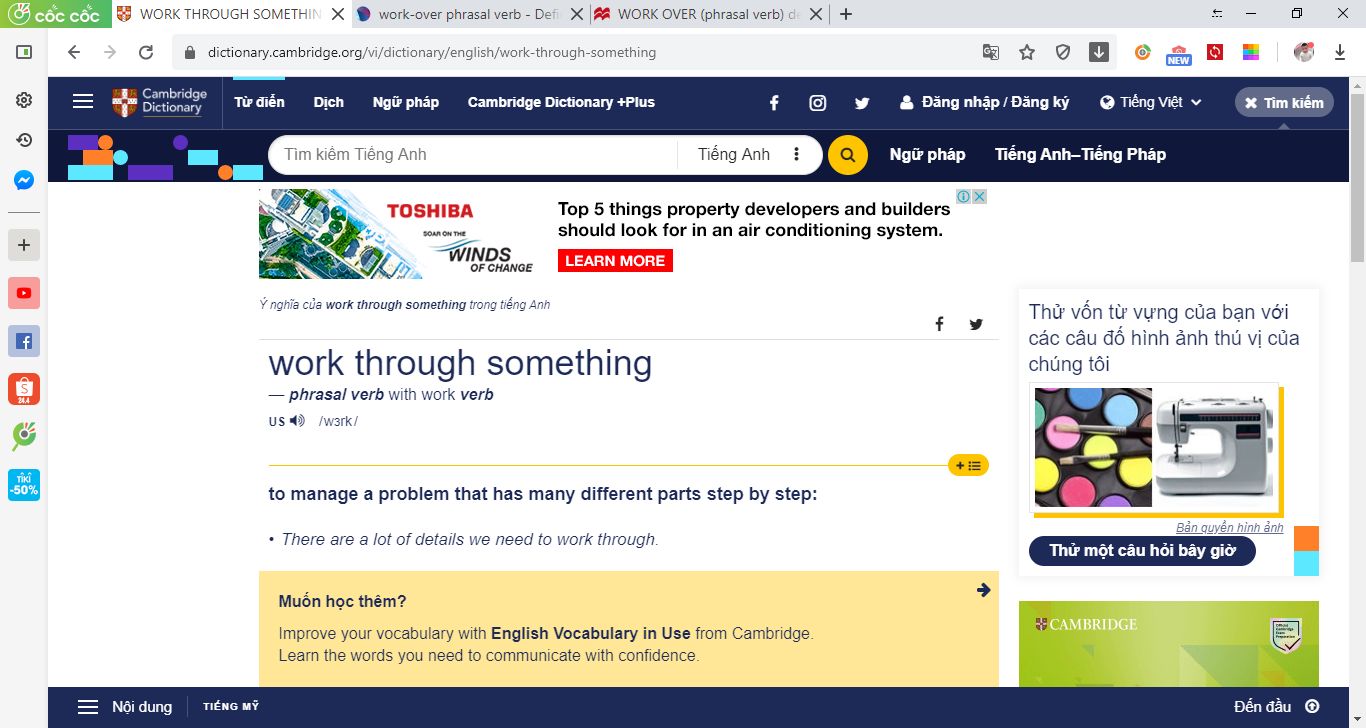 cốc cốc
WORK THROUGH SOMETHIN
work-over phrasal verb - Defi
WORK OVER (phrasal verb) de
dictionary.cambridge.org/vi/dictionary/english/work-through-something
NEW
Cambridge
Dictionary
Từ điển
Dịch
Ngữ pháp
Cambridge Dictionary +Plus
Đăng nhập / Đăng ký
Tiếng Việt
Tìm kiếm
Tìm kiếm Tiếng Anh
Tiếng Anh
Ngữ pháp
Tiếng Anh–Tiếng Pháp
TOSHIBA
SOAR ON THE
WINDS
OF CHANGE
Top 5 things property developers and builders
should look for in an air conditioning system.
LEARN MORE
Ý nghĩa của work through something trong tiếng Anh
work through something
— phrasal verb with work verb
US /wɜrk/
to manage a problem that has many different parts step by step:
• There are a lot of details we need to work through.
Muốn học thêm?
Improve your vocabulary with English Vocabulary in Use from Cambridge.
Learn the words you need to communicate with confidence.
Thử vốn từ vựng của bạn với
các câu đố hình ảnh thú vị của
chúng tôi
Bản quyền hình ảnh
Thử một câu hỏi bây giờ
CAMBRIDGE
S
24.4
TIKI
-50%
Nội dung
TIẾNG MỸ
Đến đầu